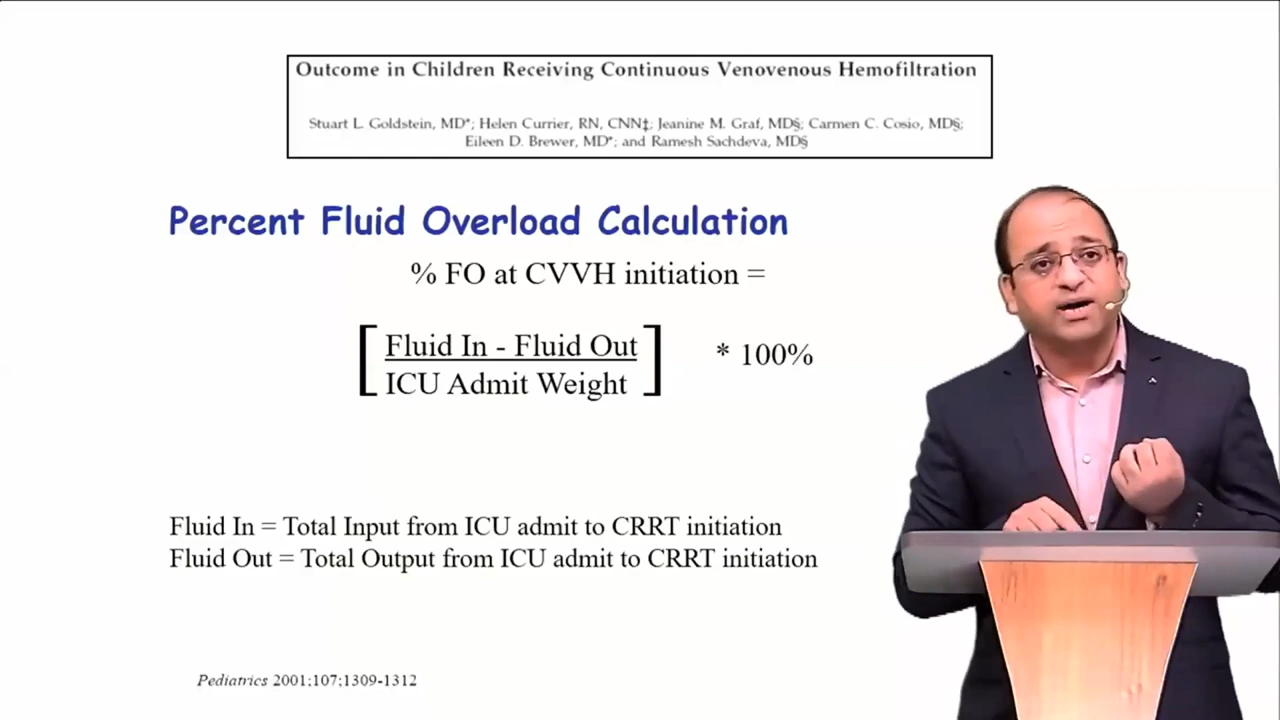 Outcome in Children Receiving Continuous Venovenous Hemofiltration
Stuart L. Goldstein, MD*; Helen Currier, RN, CNN‡; Jeanine M. Graf, MD§; Carmen C. Cosio, MD§;
Eileen D. Brewer, MD*; and Ramesh Sachdeva, MD§
Percent Fluid Overload Calculation
% FO at CVVH initiation =
[ Fluid In - Fluid Out ] * 100%
ICU Admit Weight
Fluid In = Total Input from ICU admit to CRRT initiation
Fluid Out = Total Output from ICU admit to CRRT initiation
Pediatrics 2001;107;1309-1312